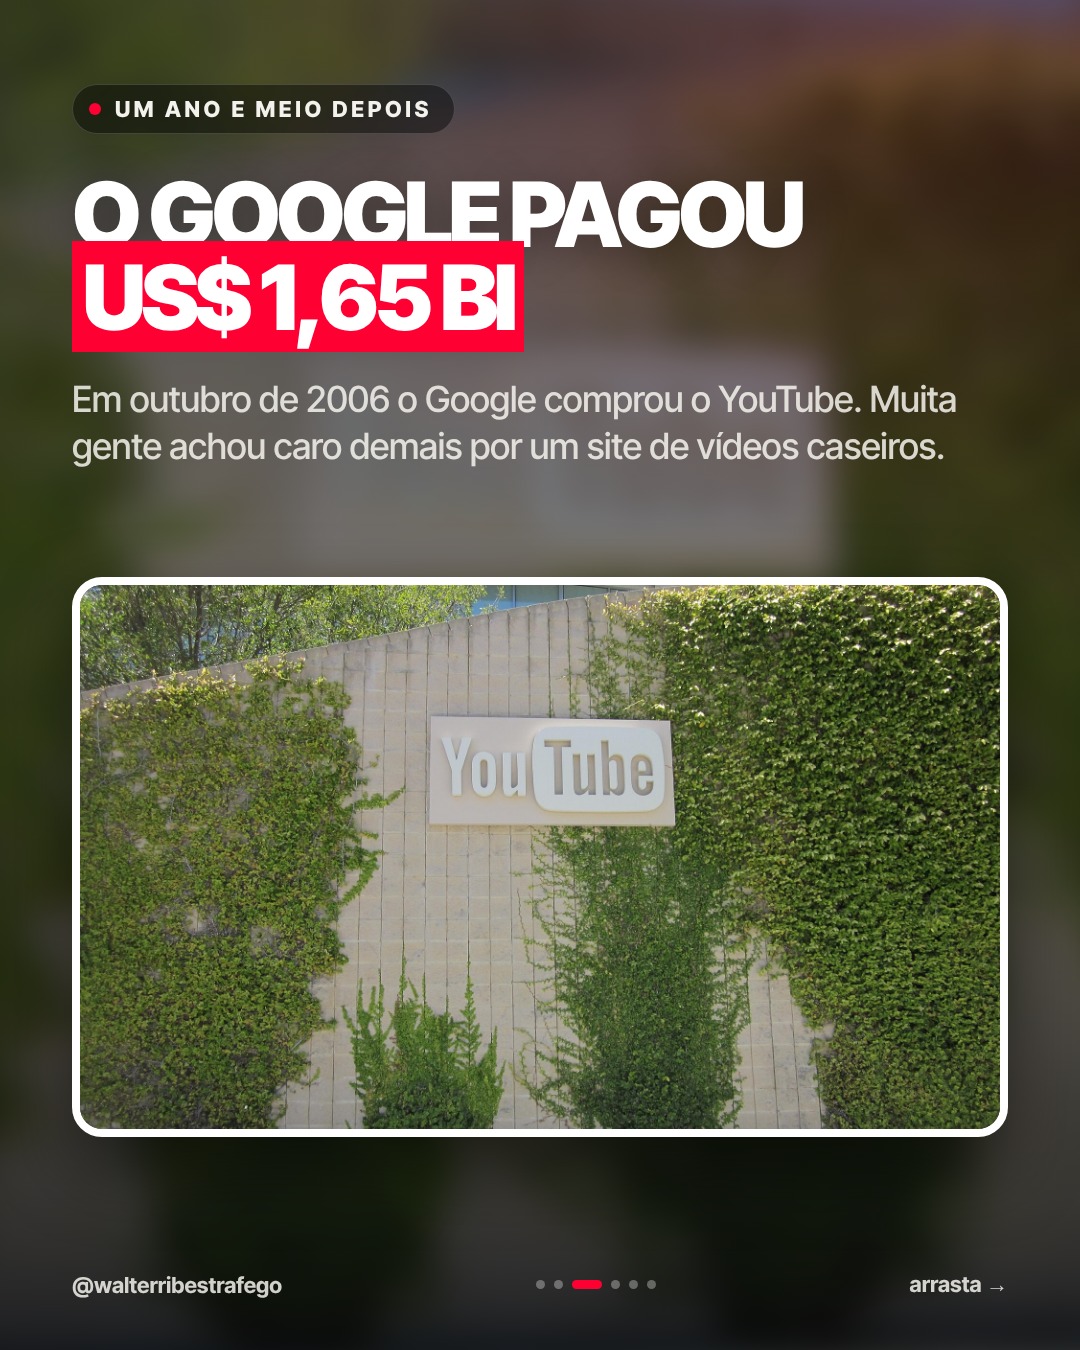 UM ANO E MEIO DEPOIS
O GOOGLE PAGOU
US$ 1,65 BI
Em outubro de 2006 o Google comprou o YouTube. Muita
gente achou caro demais por um site de vídeos caseiros.
YouTube
@walterribestrafego
arrasta →